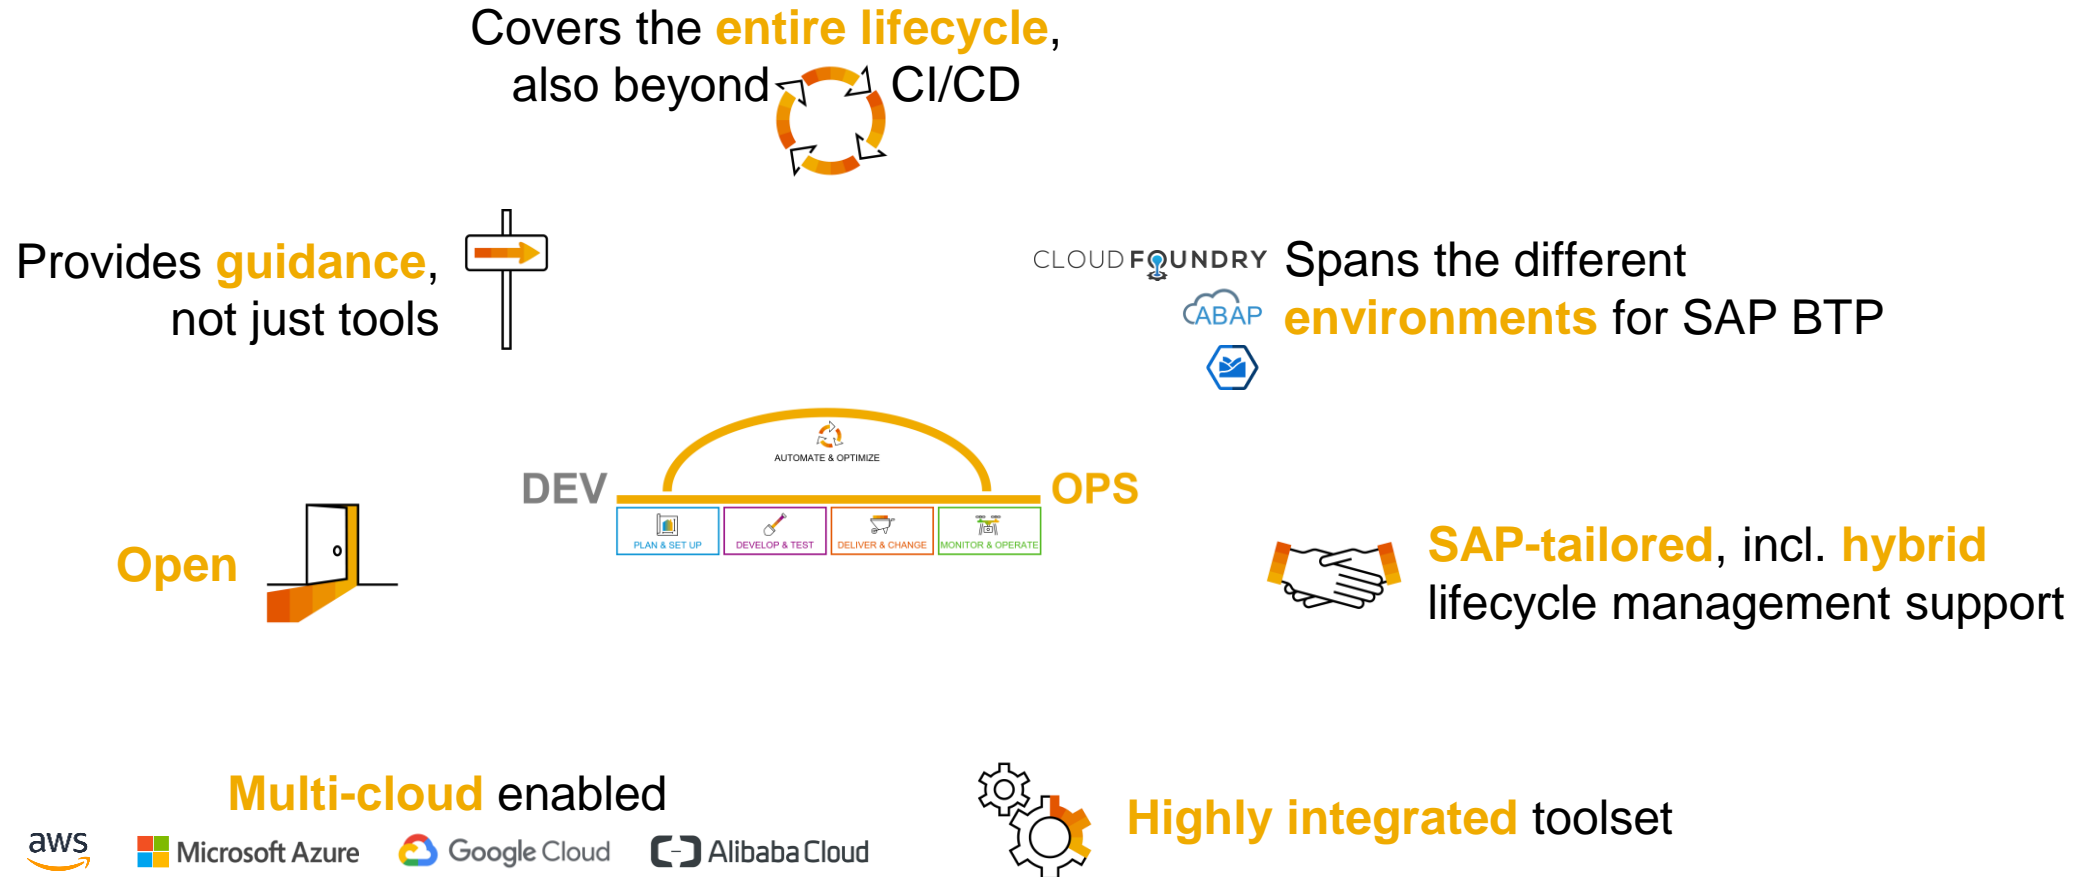 Covers the entire lifecycle,
also beyond CI/CD
Provides guidance,
not just tools
CLOUD FOUNDRY
ABAP
Spans the different
environments for SAP BTP
AUTOMATE & OPTIMIZE
DEV
OPS
PLAN & SET UP
DEVELOP & TEST
DELIVER & CHANGE
MONITOR & OPERATE
Open
SAP-tailored, incl. hybrid
lifecycle management support
Multi-cloud enabled
aws
Microsoft Azure
Google Cloud
Alibaba Cloud
Highly integrated toolset